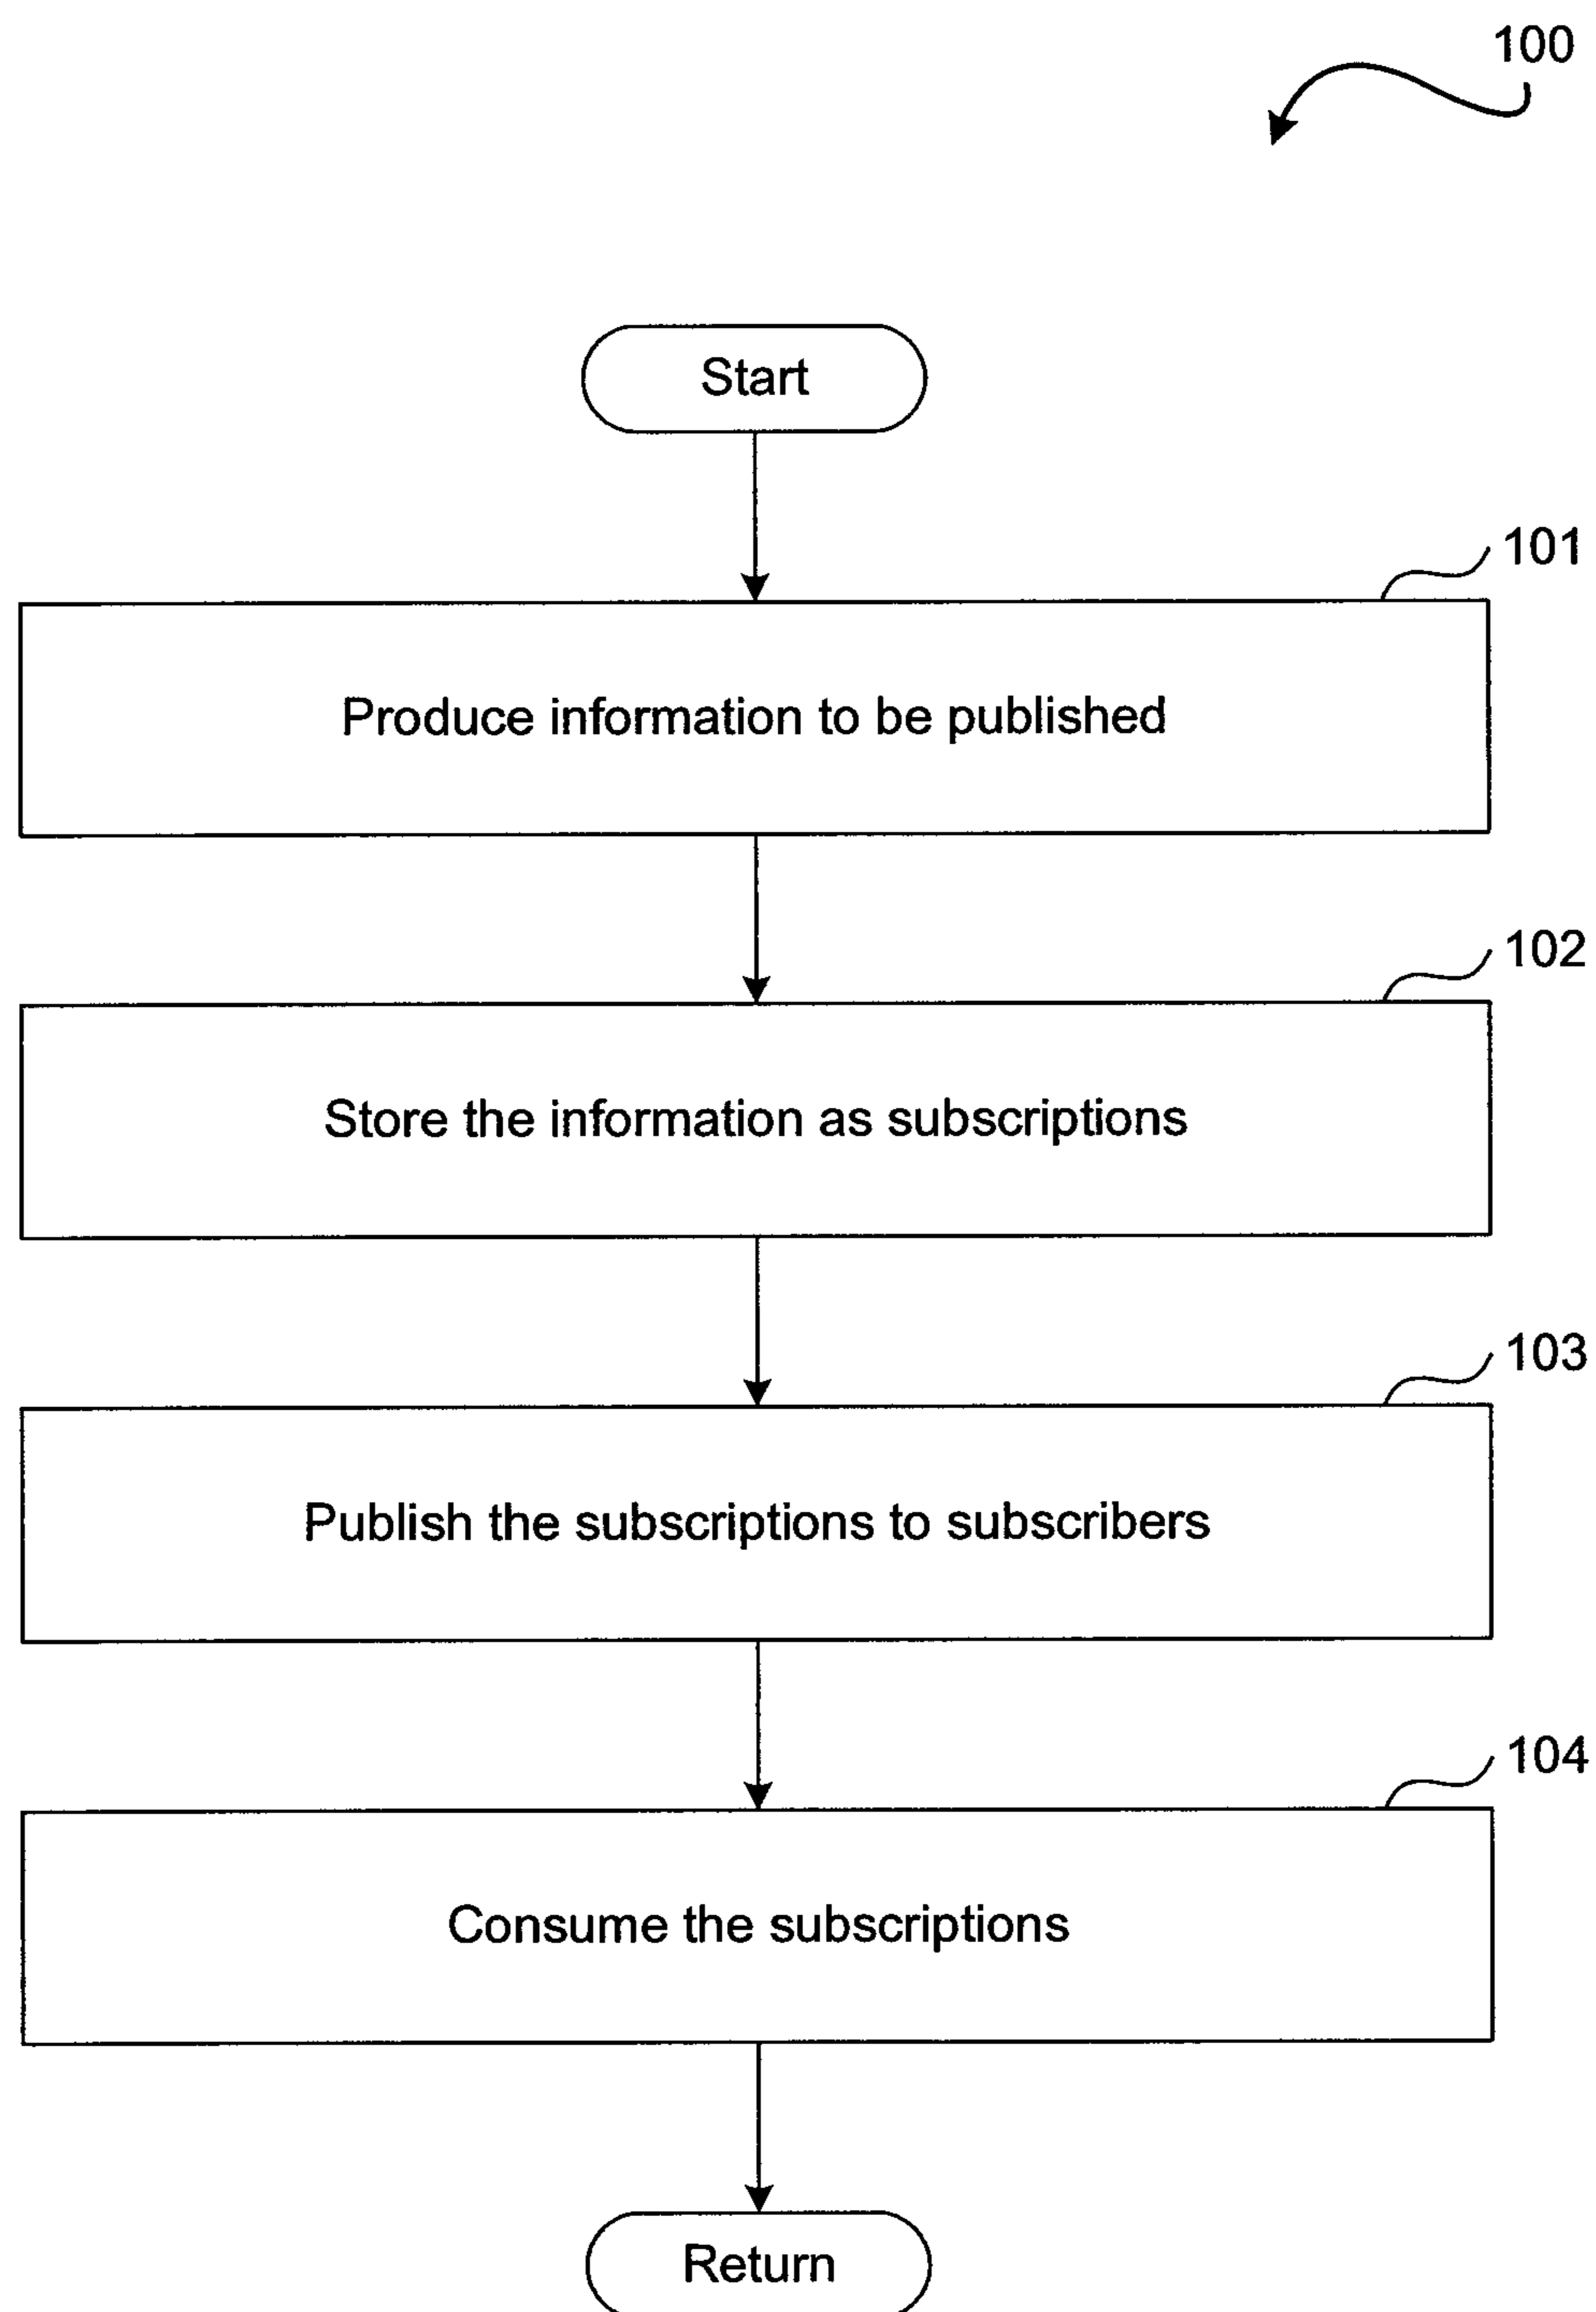 100
Start
101
Produce information to be published
102
Store the information as subscriptions
103
Publish the subscriptions to subscribers
104
Consume the subscriptions
Return